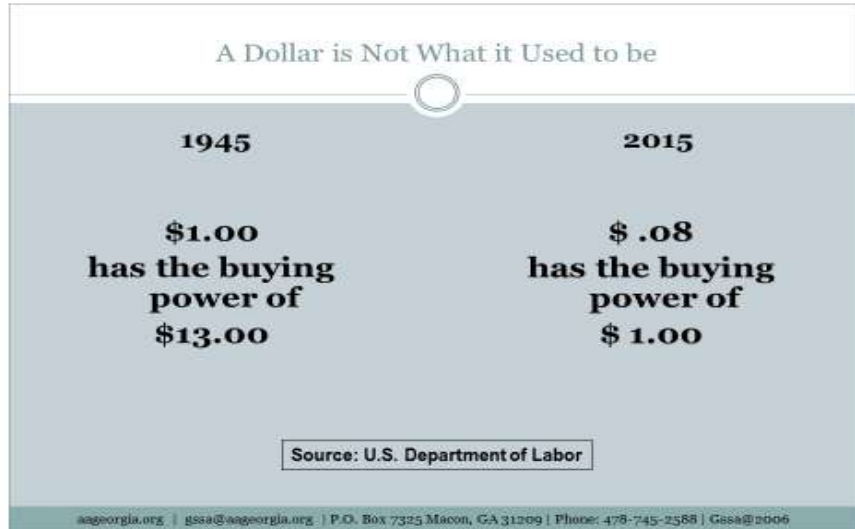 A Dollar is Not What it Used to be
1945
$1.00
has the buying
power of
$13.00
2015
$ .08
has the buying
power of
$ 1.00
Source: U.S. Department of Labor
aageorgia.org | gssa@aageorgia.org | P.O. Box 7325 Macon, GA 31209 | Phone: 478-745-2588 | Gssa@2006